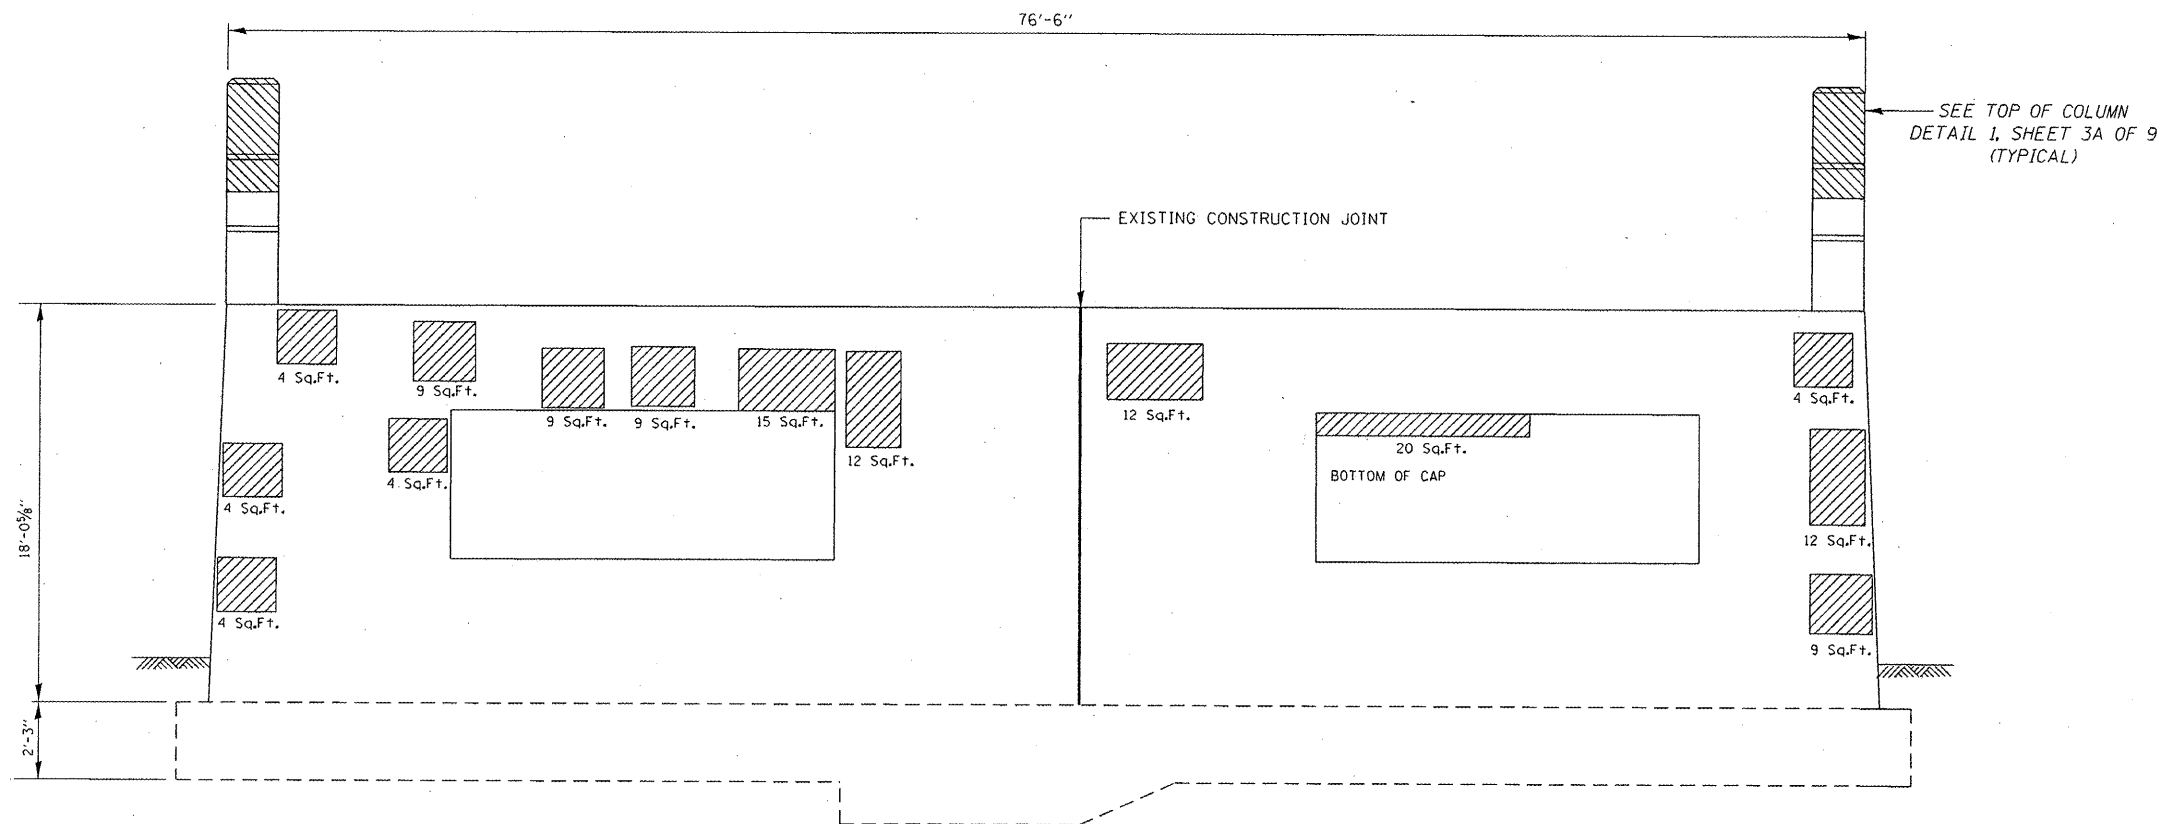 76'-6"
SEE TOP OF COLUMN
DETAIL 1, SHEET 3A OF 9
(TYPICAL)
EXISTING CONSTRUCTION JOINT
4 Sq.Ft.
9 Sq.Ft.
9 Sq.Ft.
9 Sq.Ft.
15 Sq.Ft.
12 Sq.Ft.
12 Sq.Ft.
4 Sq.Ft.
20 Sq.Ft.
BOTTOM OF CAP
4 Sq.Ft.
4 Sq.Ft.
12 Sq.Ft.
4 Sq.Ft.
9 Sq.Ft.
18'-0⅝"
2'-3"